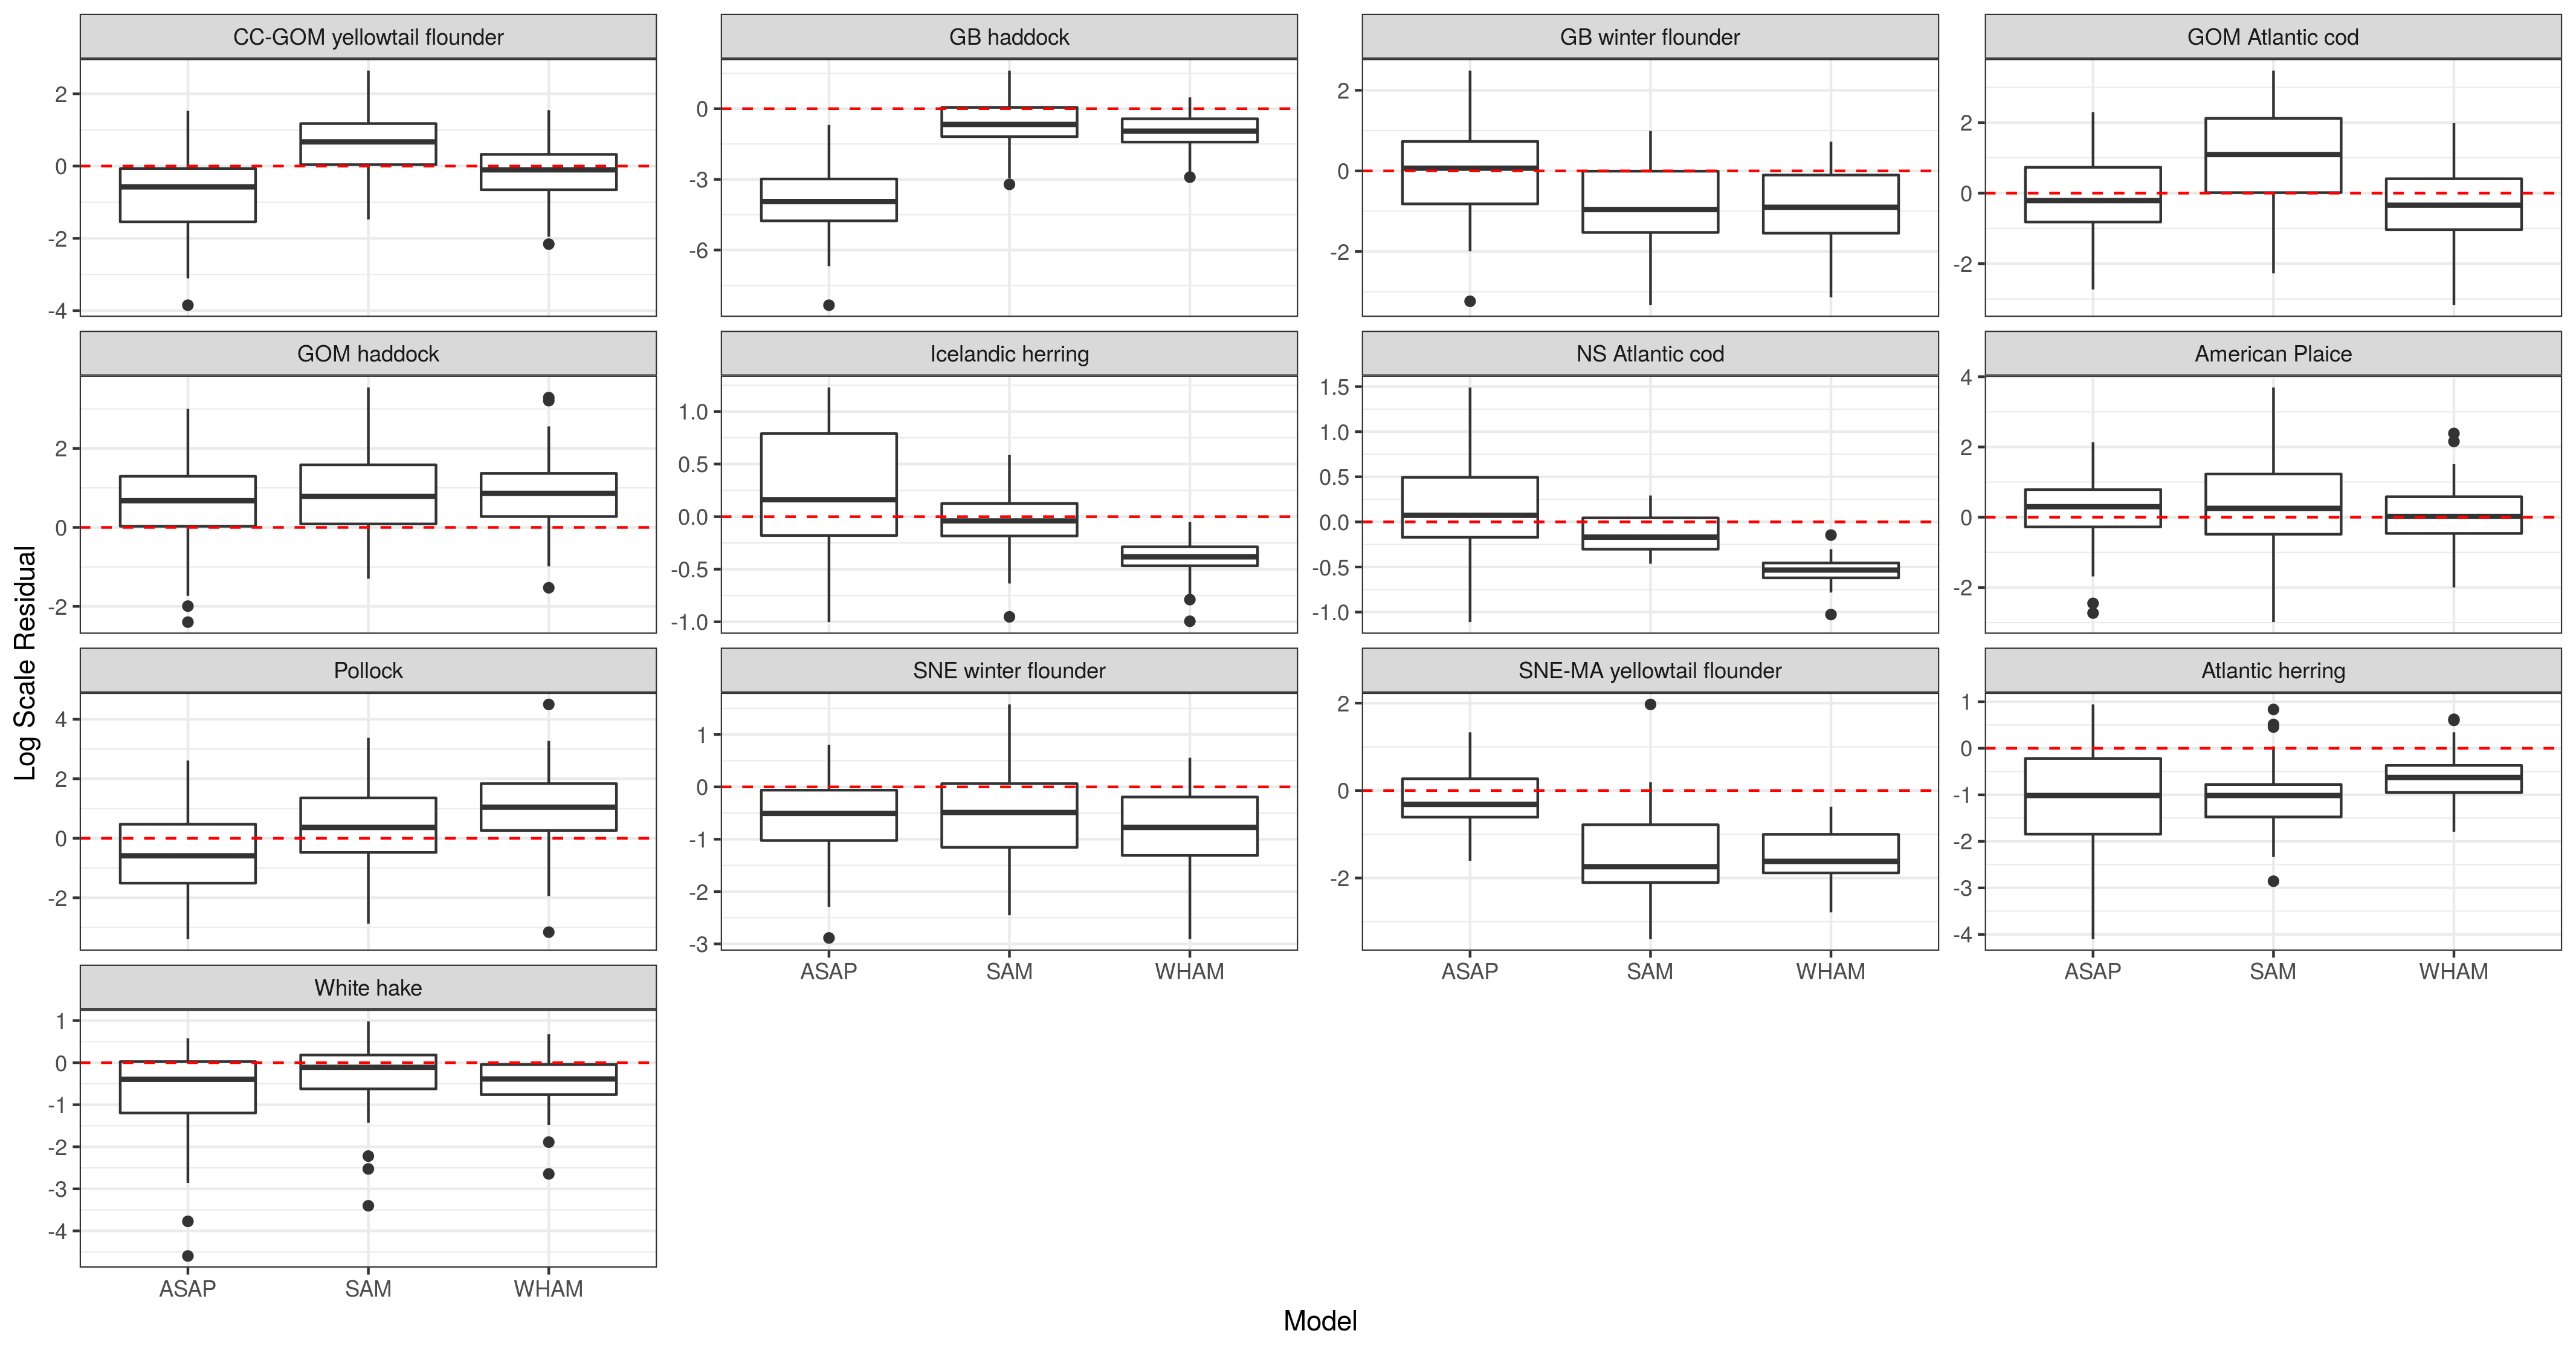 CC-GOM yellowtail flounder
GB haddock
GB winter flounder
GOM Atlantic cod
2
0
-2
-4
0
-3
-6
2
0
-2
2
0
-2
GOM haddock
Icelandic herring
NS Atlantic cod
American Plaice
2
0
-2
1.0
0.5
0.0
-0.5
-1.0
1.5
1.0
0.5
0.0
-0.5
-1.0
4
2
0
-2
Log Scale Residual
Pollock
SNE winter flounder
SNE-MA yellowtail flounder
Atlantic herring
4
2
0
-2
1
0
-1
-2
-3
2
0
-2
1
0
-1
-2
-3
-4
ASAP SAM WHAM
ASAP SAM WHAM
ASAP SAM WHAM
White hake
1
0
-1
-2
-3
-4
ASAP SAM WHAM
Model